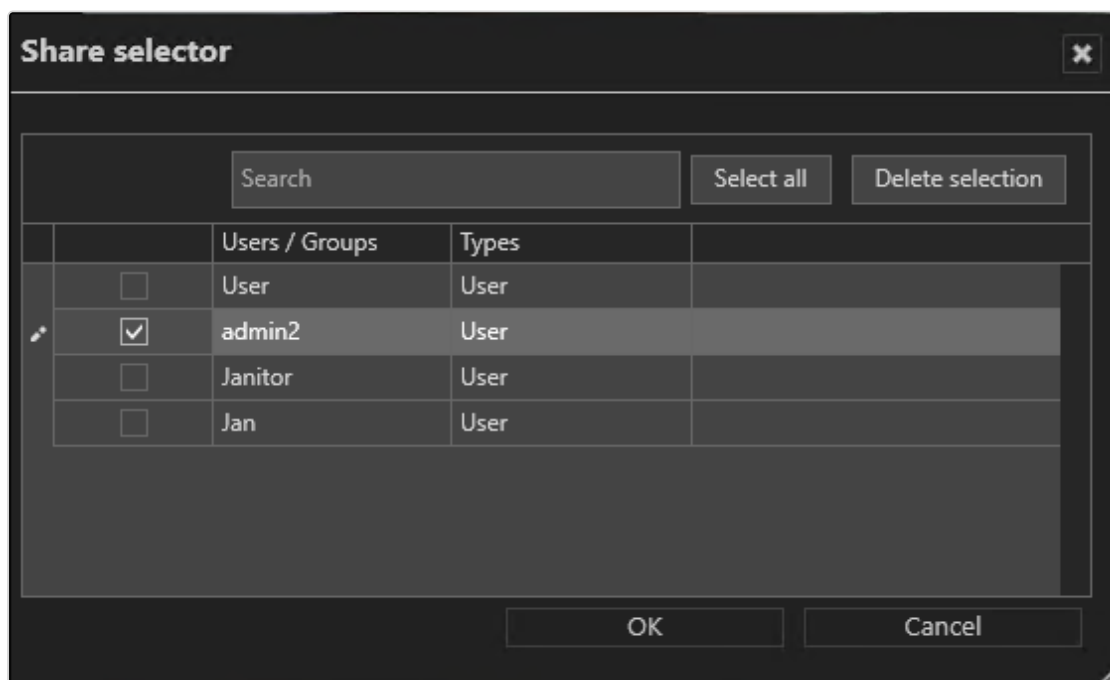 Share selector
Search Select all Delete selection
Users / Groups Types
User User
admin2 User
Janitor User
Jan User
OK Cancel